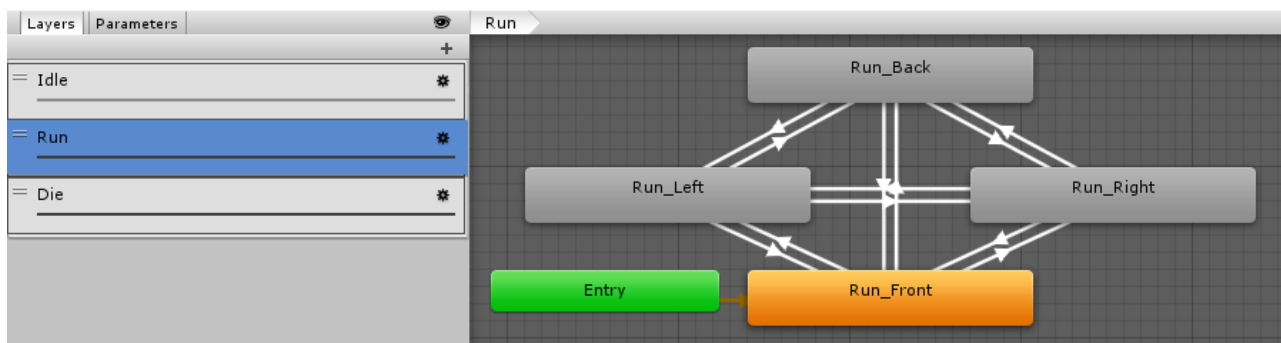 Layers
Parameters
Run
Idle
Run
Die
Run_Back
Run_Left
Run_Right
Entry
Run_Front